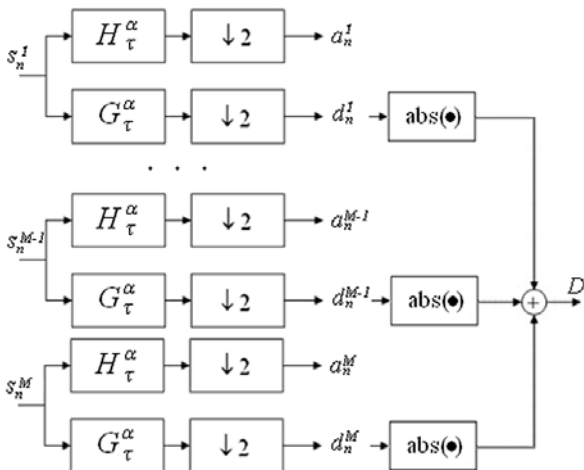 s_n^1 H_τ^α ↓2 a_n^1
G_τ^α ↓2 d_n^1 abs(•)
. . .
s_n^{M-1} H_τ^α ↓2 a_n^{M-1}
G_τ^α ↓2 d_n^{M-1} abs(•) + D
s_n^M H_τ^α ↓2 a_n^M
G_τ^α ↓2 d_n^M abs(•)